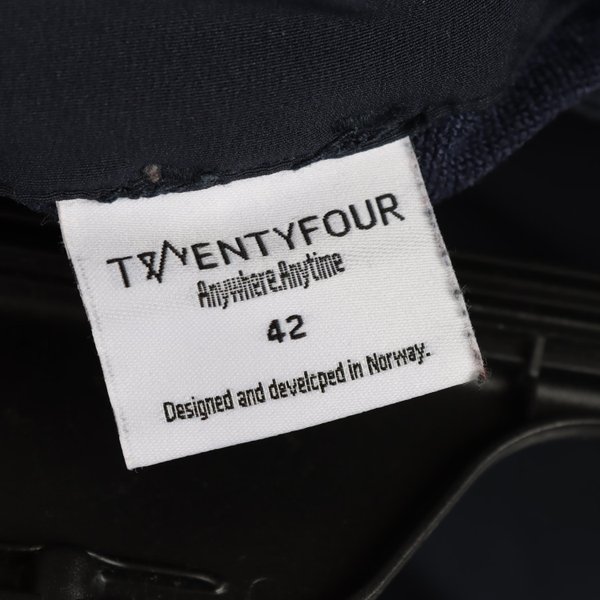 TWENTYFOUR
Anywhere.Anytime
42
Designed and develcped in Norway.